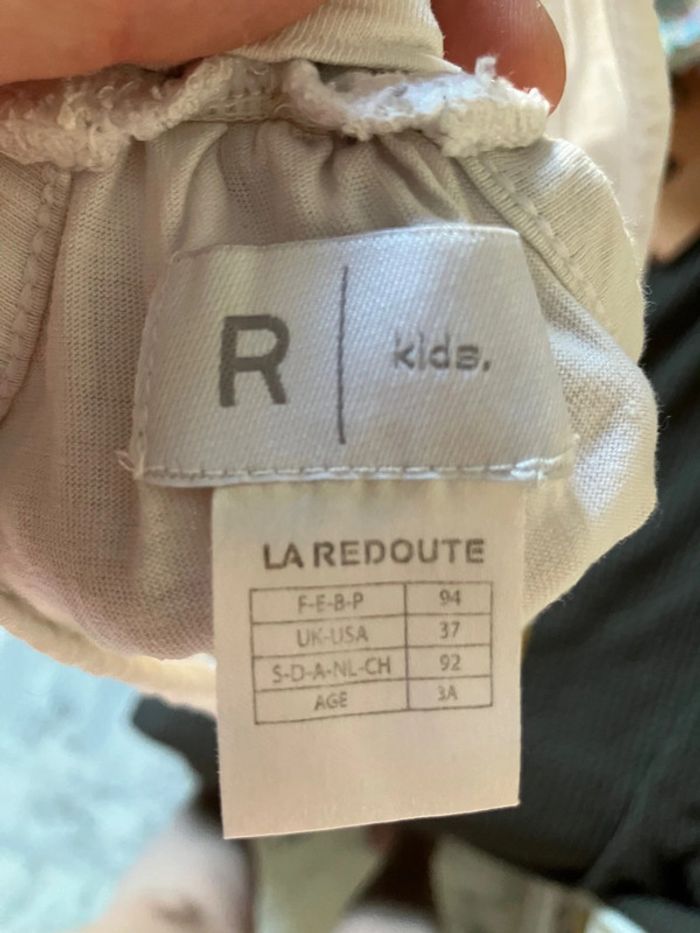 R | kids.
LA REDOUTE
F-E-B-P 94
UK-USA 37
S-D-A-NL-CH 92
AGE 3A